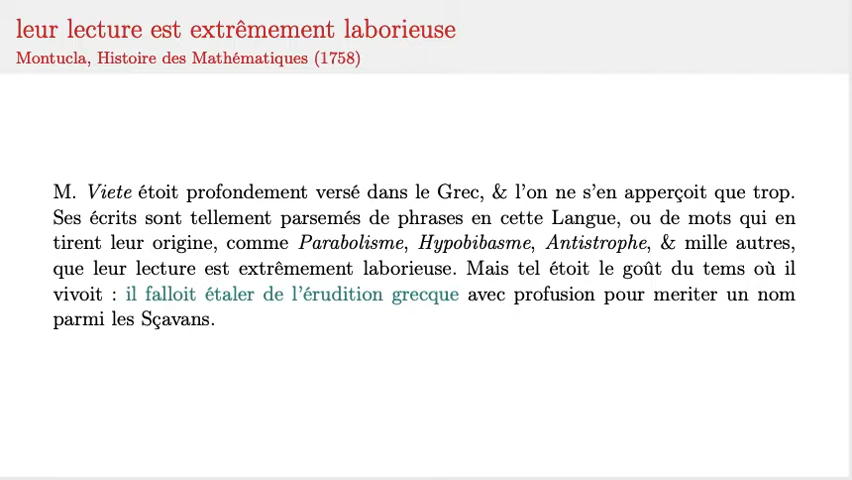 leur lecture est extrêmement laborieuse
Montucla, Histoire des Mathématiques (1758)
M. Viete étoit profondement versé dans le Grec, & l'on ne s'en apperçoit que trop.
Ses écrits sont tellement parsemés de phrases en cette Langue, ou de mots qui en
tirent leur origine, comme Parabolisme, Hypobibasme, Antistrophe, & mille autres,
que leur lecture est extrêmement laborieuse. Mais tel étoit le goût du tems où il
vivoit : il falloit étaler de l'érudition grecque avec profusion pour meriter un nom
parmi les Sçavans.